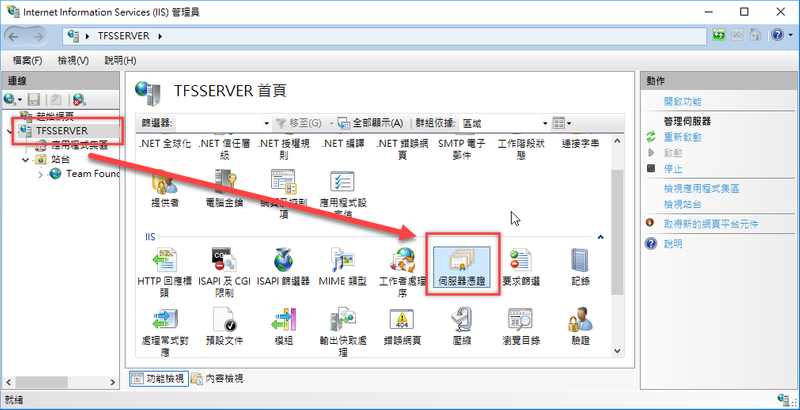 Internet Information Services (IIS) 管理員
TFSSERVER
檔案(F) 檢視(V) 說明(H)
連線
起始網頁
TFSSERVER
應用程式集區
站台
Team Found
TFSSERVER 首頁
篩選器: 移至(G) 全部顯示(A) 群組依據: 區域
.NET 全球化 .NET 信任層級 .NET 授權規則 .NET 編譯 .NET 錯誤網頁 SMTP 電子郵件 工作階段狀態 連接字串
提供者 電腦金鑰 網頁及控制項 應用程式設定值
IIS
HTTP 回應標頭 ISAPI 及 CGI 限制 ISAPI 篩選器 MIME 類型 工作者處理序 伺服器憑證 要求篩選 記錄
處理常式對應 預設文件 模組 輸出快取處理 錯誤網頁 壓縮 瀏覽目錄 驗證
404
功能檢視 內容檢視
動作
開啟功能
管理伺服器
重新啟動
啟動
停止
檢視應用程式集區
檢視站台
取得新的網頁平台元件
說明
就緒